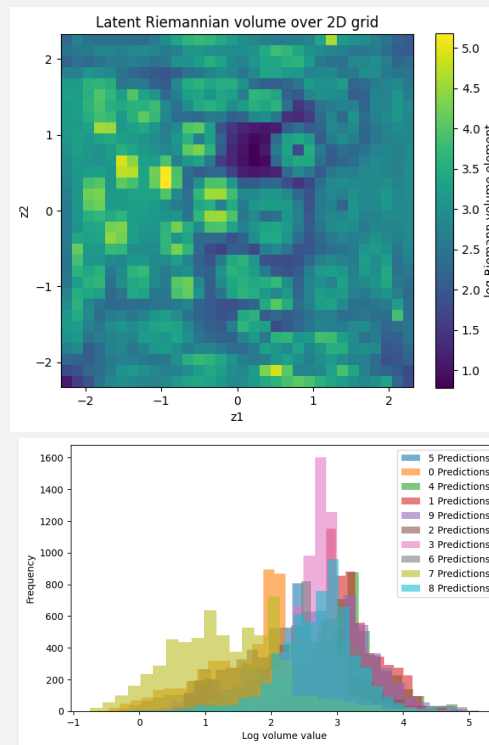 Latent Riemannian volume over 2D grid
2
1
0
−1
−2
z2
−2
−1
0
1
2
z1
5.0
4.5
4.0
3.5
3.0
2.5
2.0
1.5
1.0
log Riemann volume element
1600
1400
1200
1000
800
600
400
200
0
Frequency
5 Predictions
0 Predictions
4 Predictions
1 Predictions
9 Predictions
2 Predictions
3 Predictions
6 Predictions
7 Predictions
8 Predictions
−1
0
1
2
3
4
5
Log volume value